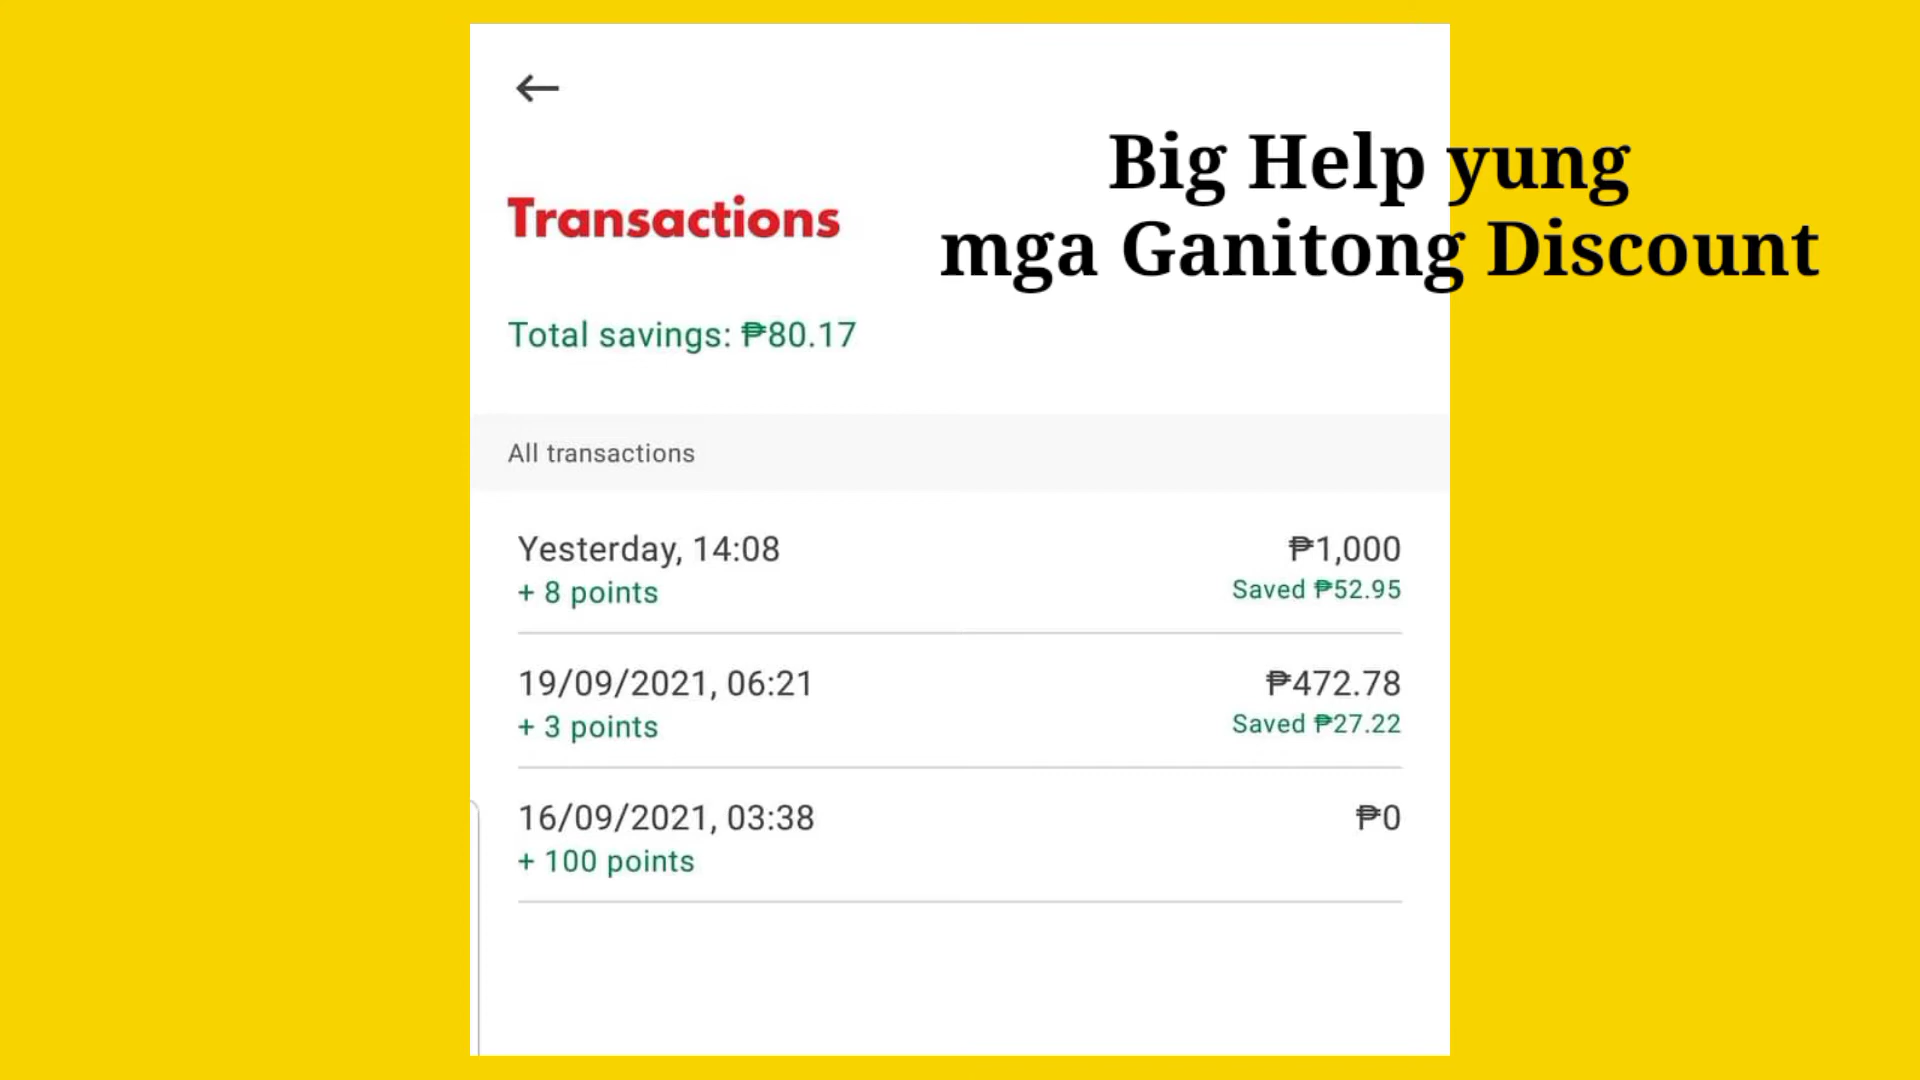 Big Help yung
mga Ganitong Discount
Transactions
Total savings: ₱80.17
All transactions
Yesterday, 14:08
₱1,000
+ 8 points
Saved ₱52.95
19/09/2021, 06:21
₱472.78
+ 3 points
Saved ₱27.22
16/09/2021, 03:38
₱0
+ 100 points